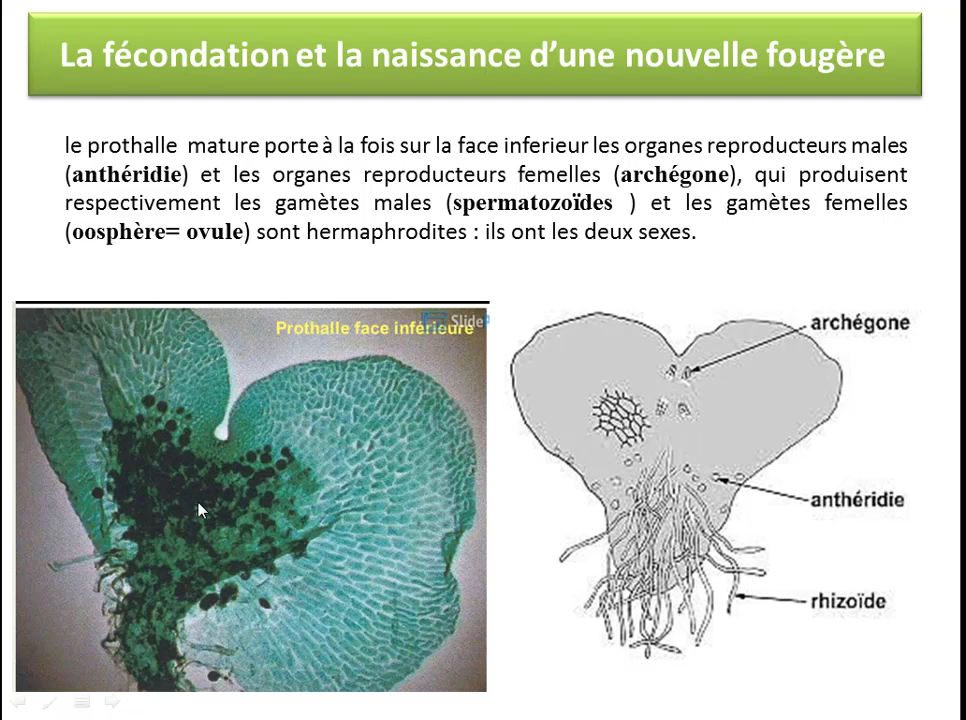 La fécondation et la naissance d'une nouvelle fougère
le prothalle mature porte à la fois sur la face inferieur les organes reproducteurs males
(anthéridie) et les organes reproducteurs femelles (archégone), qui produisent
respectivement les gamètes males (spermatozoïdes ) et les gamètes femelles
(oosphère= ovule) sont hermaphrodites : ils ont les deux sexes.
Slide
Prothalle face inférieure
archégone
anthéridie
rhizoïde